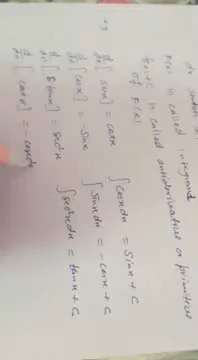 F(x) is called integrand
F(x)+c is called antiderivative or primitive
of F(x)
eg
d/dx [sinx] = cosx ∫cosx dx = sinx + C
d/dx [cosx] = -sinx ∫sinx dx = -cosx + C
d/dx [tanx] = sec²x ∫sec²x dx = tanx + C